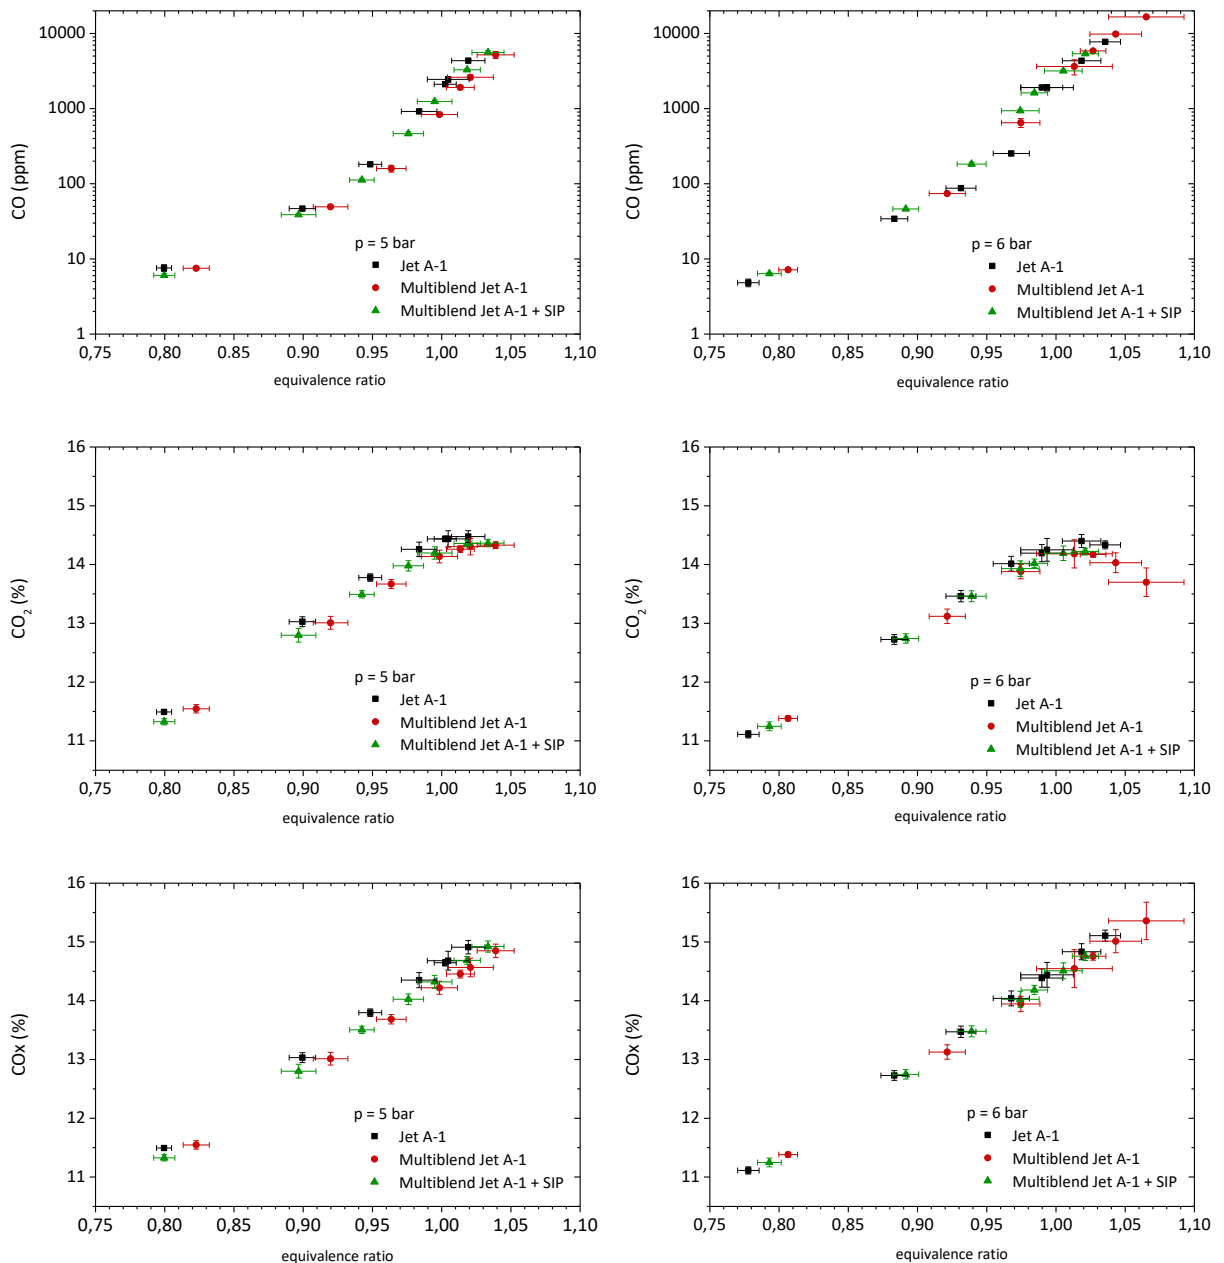 10000
1000
100
10
1
CO (ppm)
p = 5 bar
Jet A-1
Multiblend Jet A-1
Multiblend Jet A-1 + SIP
0,75 0,80 0,85 0,90 0,95 1,00 1,05 1,10
equivalence ratio
10000
1000
100
10
1
CO (ppm)
p = 6 bar
Jet A-1
Multiblend Jet A-1
Multiblend Jet A-1 + SIP
0,75 0,80 0,85 0,90 0,95 1,00 1,05 1,10
equivalence ratio
16
15
14
13
12
11
CO2 (%)
p = 5 bar
Jet A-1
Multiblend Jet A-1
Multiblend Jet A-1 + SIP
0,75 0,80 0,85 0,90 0,95 1,00 1,05 1,10
equivalence ratio
16
15
14
13
12
11
CO2 (%)
p = 6 bar
Jet A-1
Multiblend Jet A-1
Multiblend Jet A-1 + SIP
0,75 0,80 0,85 0,90 0,95 1,00 1,05 1,10
equivalence ratio
16
15
14
13
12
11
COx (%)
p = 5 bar
Jet A-1
Multiblend Jet A-1
Multiblend Jet A-1 + SIP
0,75 0,80 0,85 0,90 0,95 1,00 1,05 1,10
equivalence ratio
16
15
14
13
12
11
COx (%)
p = 6 bar
Jet A-1
Multiblend Jet A-1
Multiblend Jet A-1 + SIP
0,75 0,80 0,85 0,90 0,95 1,00 1,05 1,10
equivalence ratio